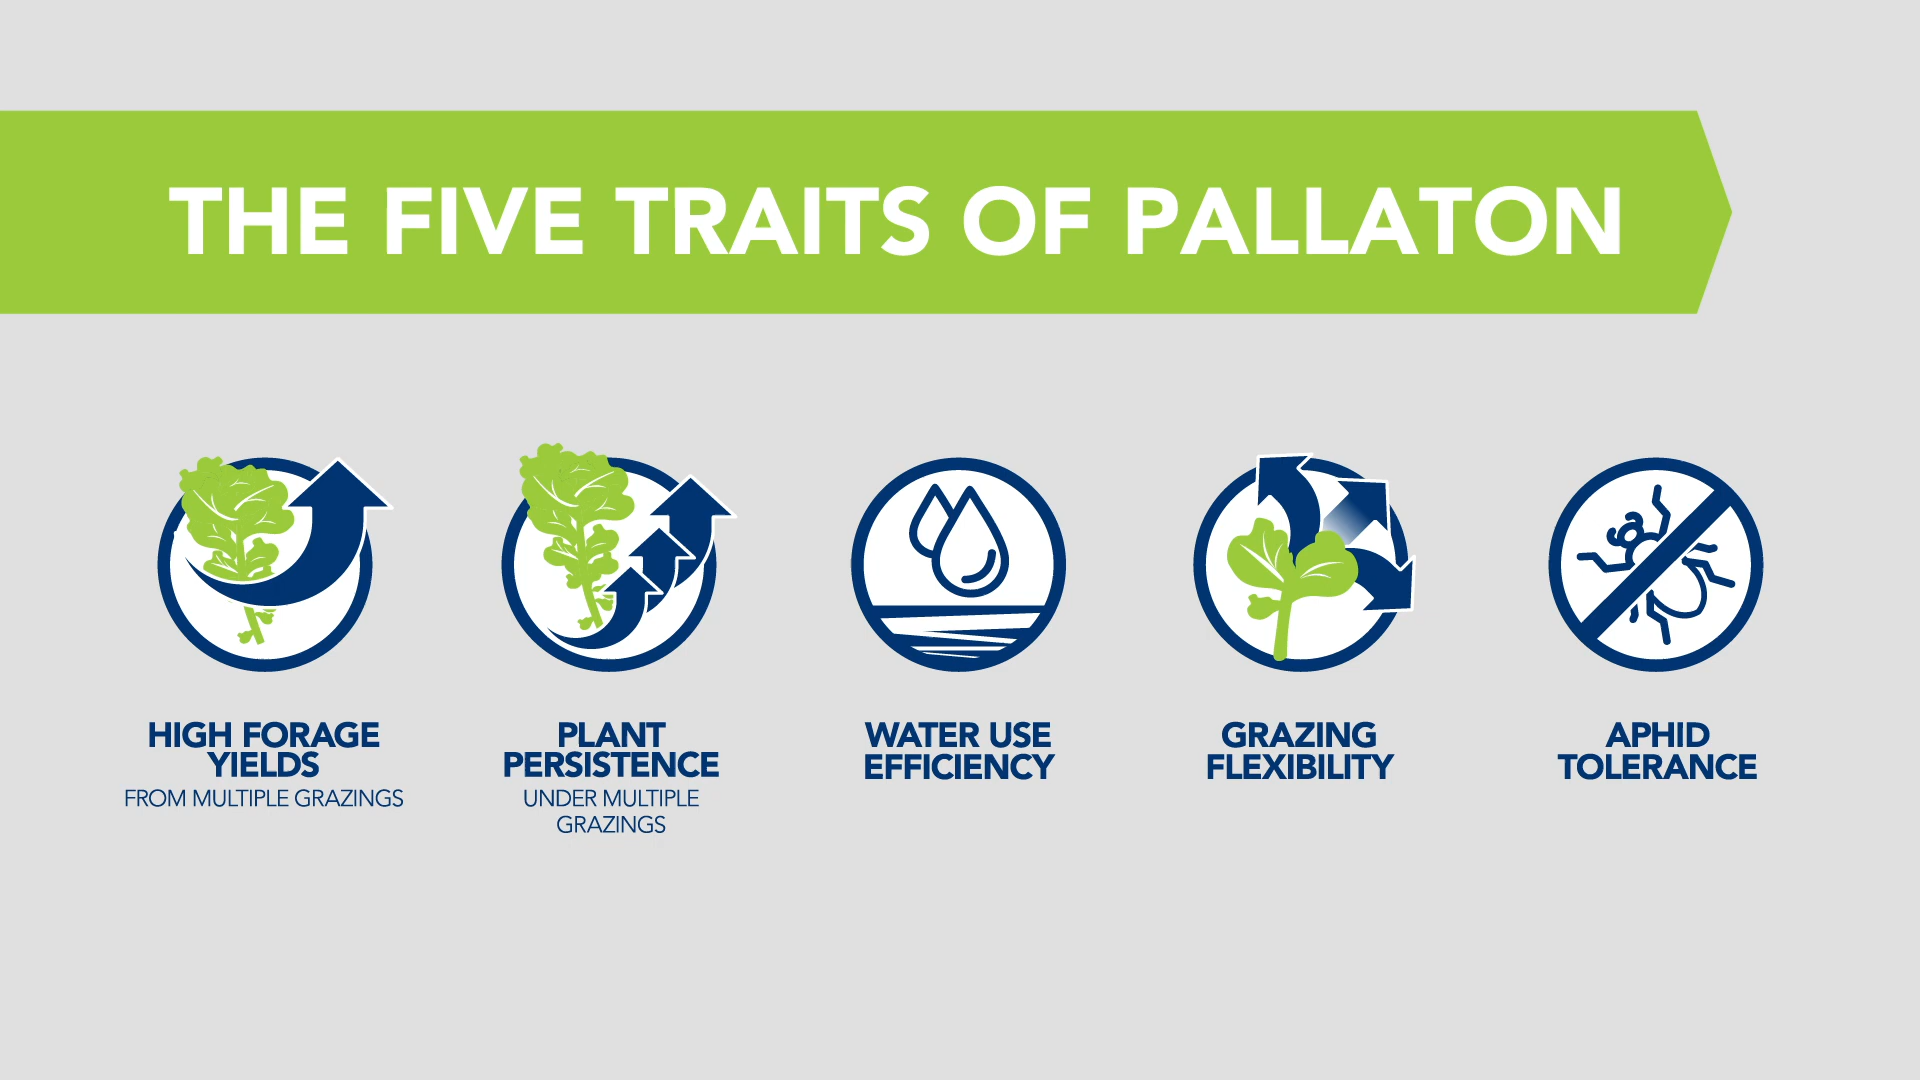 THE FIVE TRAITS OF PALLATON
HIGH FORAGE
YIELDS
FROM MULTIPLE GRAZINGS
PLANT
PERSISTENCE
UNDER MULTIPLE
GRAZINGS
WATER USE
EFFICIENCY
GRAZING
FLEXIBILITY
APHID
TOLERANCE